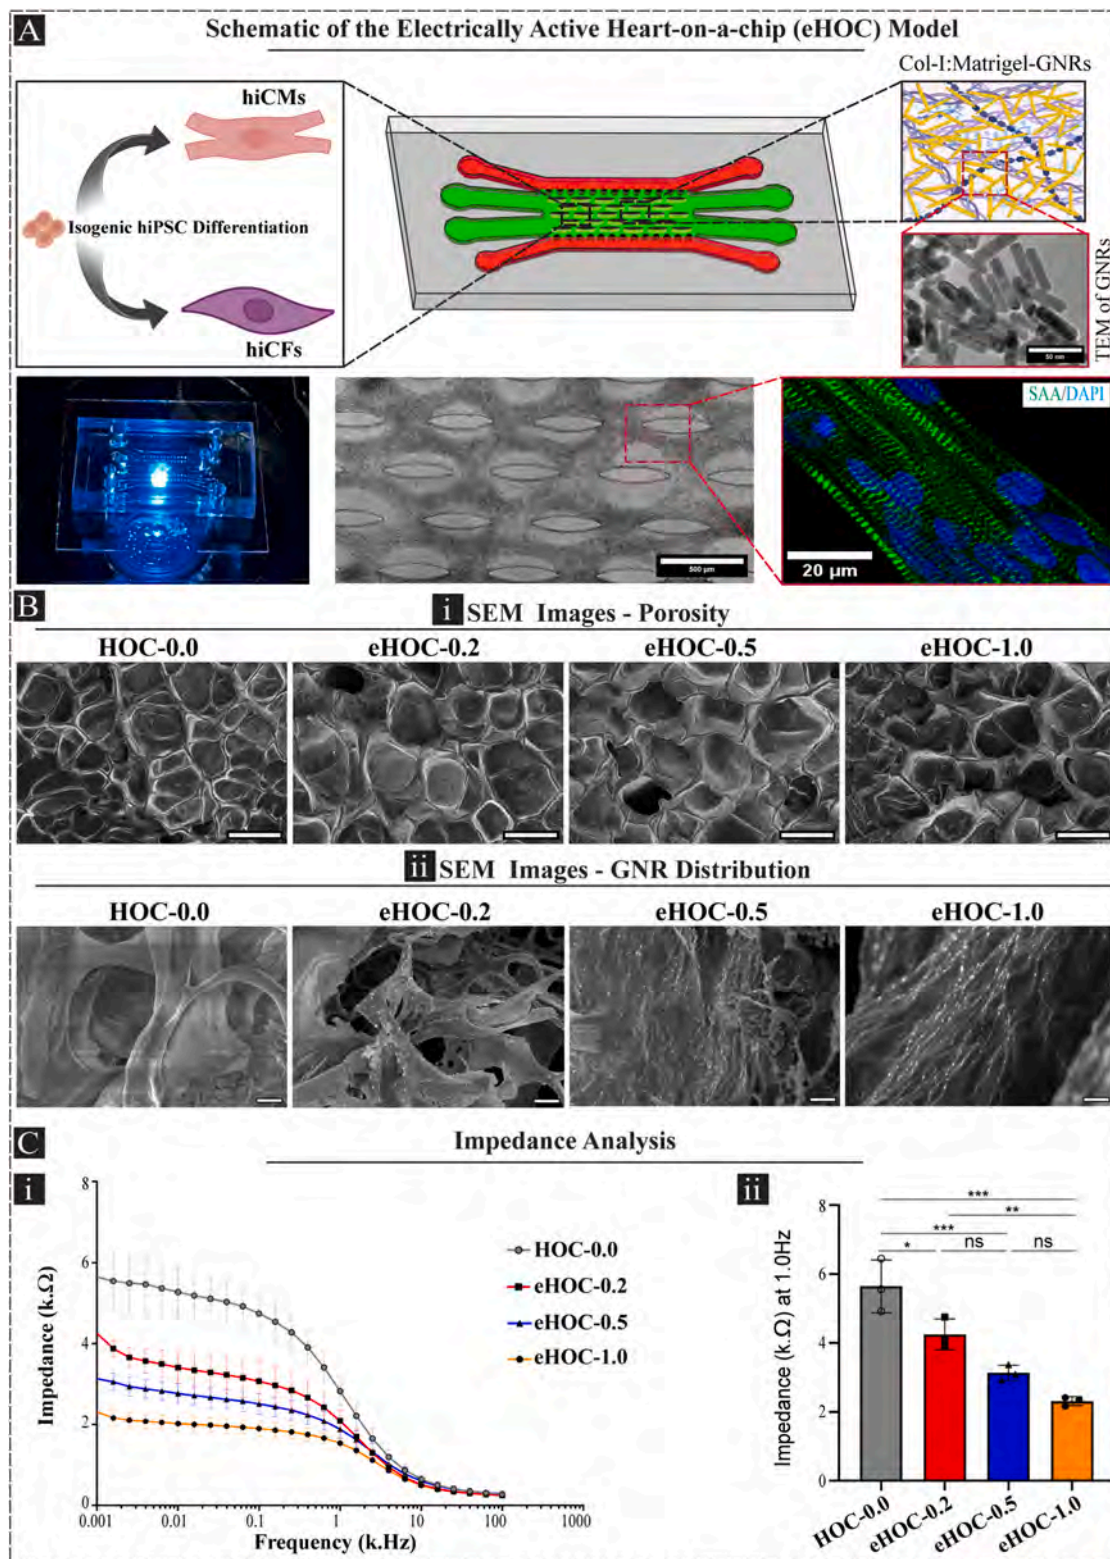 A
Schematic of the Electrically Active Heart-on-a-chip (eHOC) Model
hiCMs
Isogenic hiPSC Differentiation
hiCFs
Col-I:Matrigel-GNRs
TEM of GNRs
50 nm
500 µm
SAA/DAPI
20 µm
B
i SEM Images - Porosity
HOC-0.0 eHOC-0.2 eHOC-0.5 eHOC-1.0
ii SEM Images - GNR Distribution
HOC-0.0 eHOC-0.2 eHOC-0.5 eHOC-1.0
C
Impedance Analysis
i
Impedance (k.Ω)
8
6
4
2
0
0.001 0.01 0.1 1 10 100 1000
Frequency (k.Hz)
HOC-0.0
eHOC-0.2
eHOC-0.5
eHOC-1.0
ii
Impedance (k.Ω) at 1.0Hz
8
6
4
2
0
***
**
***
* ns ns
HOC-0.0
eHOC-0.2
eHOC-0.5
eHOC-1.0